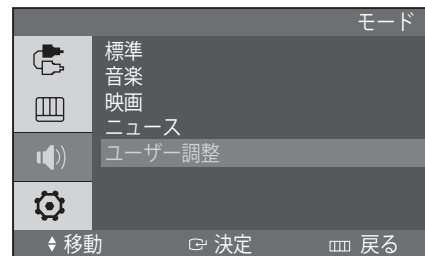 モード
標準
音楽
映画
ニュース
ユーザー調整
移動 決定 戻る